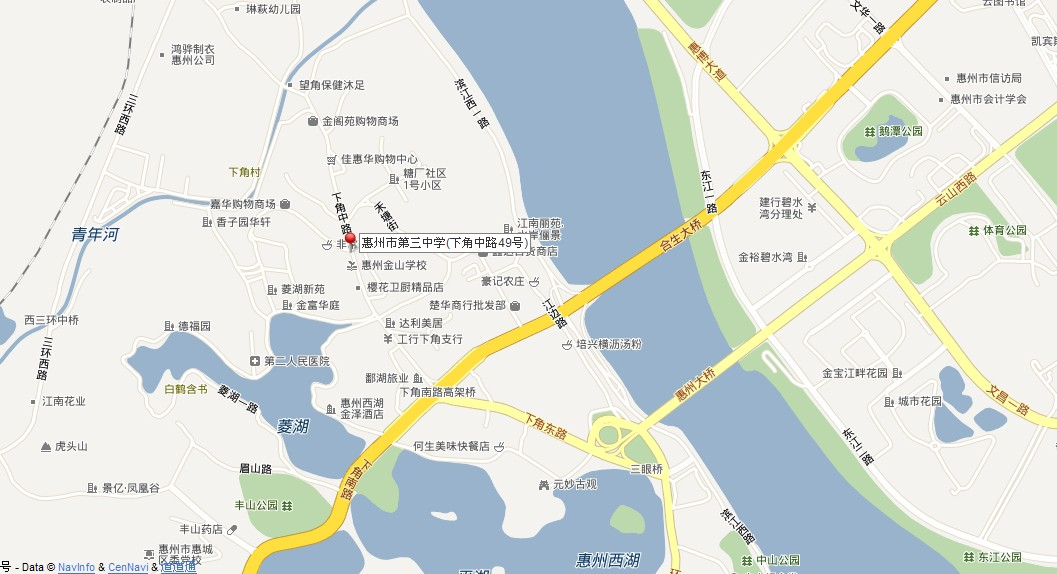 琳萩幼儿园
鸿骅制衣
惠州公司
望角保健沐足
三环西路
金阁苑购物商场
滨江西一路
佳惠华购物中心
下角村
糖厂社区
1号小区
嘉华购物商场
香子园华轩
下角中路
禾塘街
青年河
惠州市第三中学(下角中路49号)
江南丽苑.
惠州金山学校
菱湖新苑
樱花卫厨精品店
豪记农庄
金富华庭
楚华商行批发部
江边路
西三环中桥
德福园
达利美居
工行下角支行
培兴横沥汤粉
三环西路
第二人民医院
鄱湖旅业
下角南路高架桥
白鹤含书
菱湖一路
江南花业
惠州西湖
金泽酒店
菱湖
下角东路
虎头山
何生美味快餐店
眉山路
下角南路
三眼桥
景亿·凤凰谷
元妙古观
丰山公园
丰山药店
滨江西路
惠州市惠城
区委党校
惠州西湖
平湖
中山公园
东江公园
惠博大道
文华一路
惠州市信访局
惠州市会计学会
鹅潭公园
东江一路
云山西路
建行碧水
湾分理处
合生大桥
体育公园
金裕碧水湾
惠州大桥
金宝江畔花园
城市花园
文昌一路
东江二路
号 - Data © NavInfo & CenNavi & 道道通